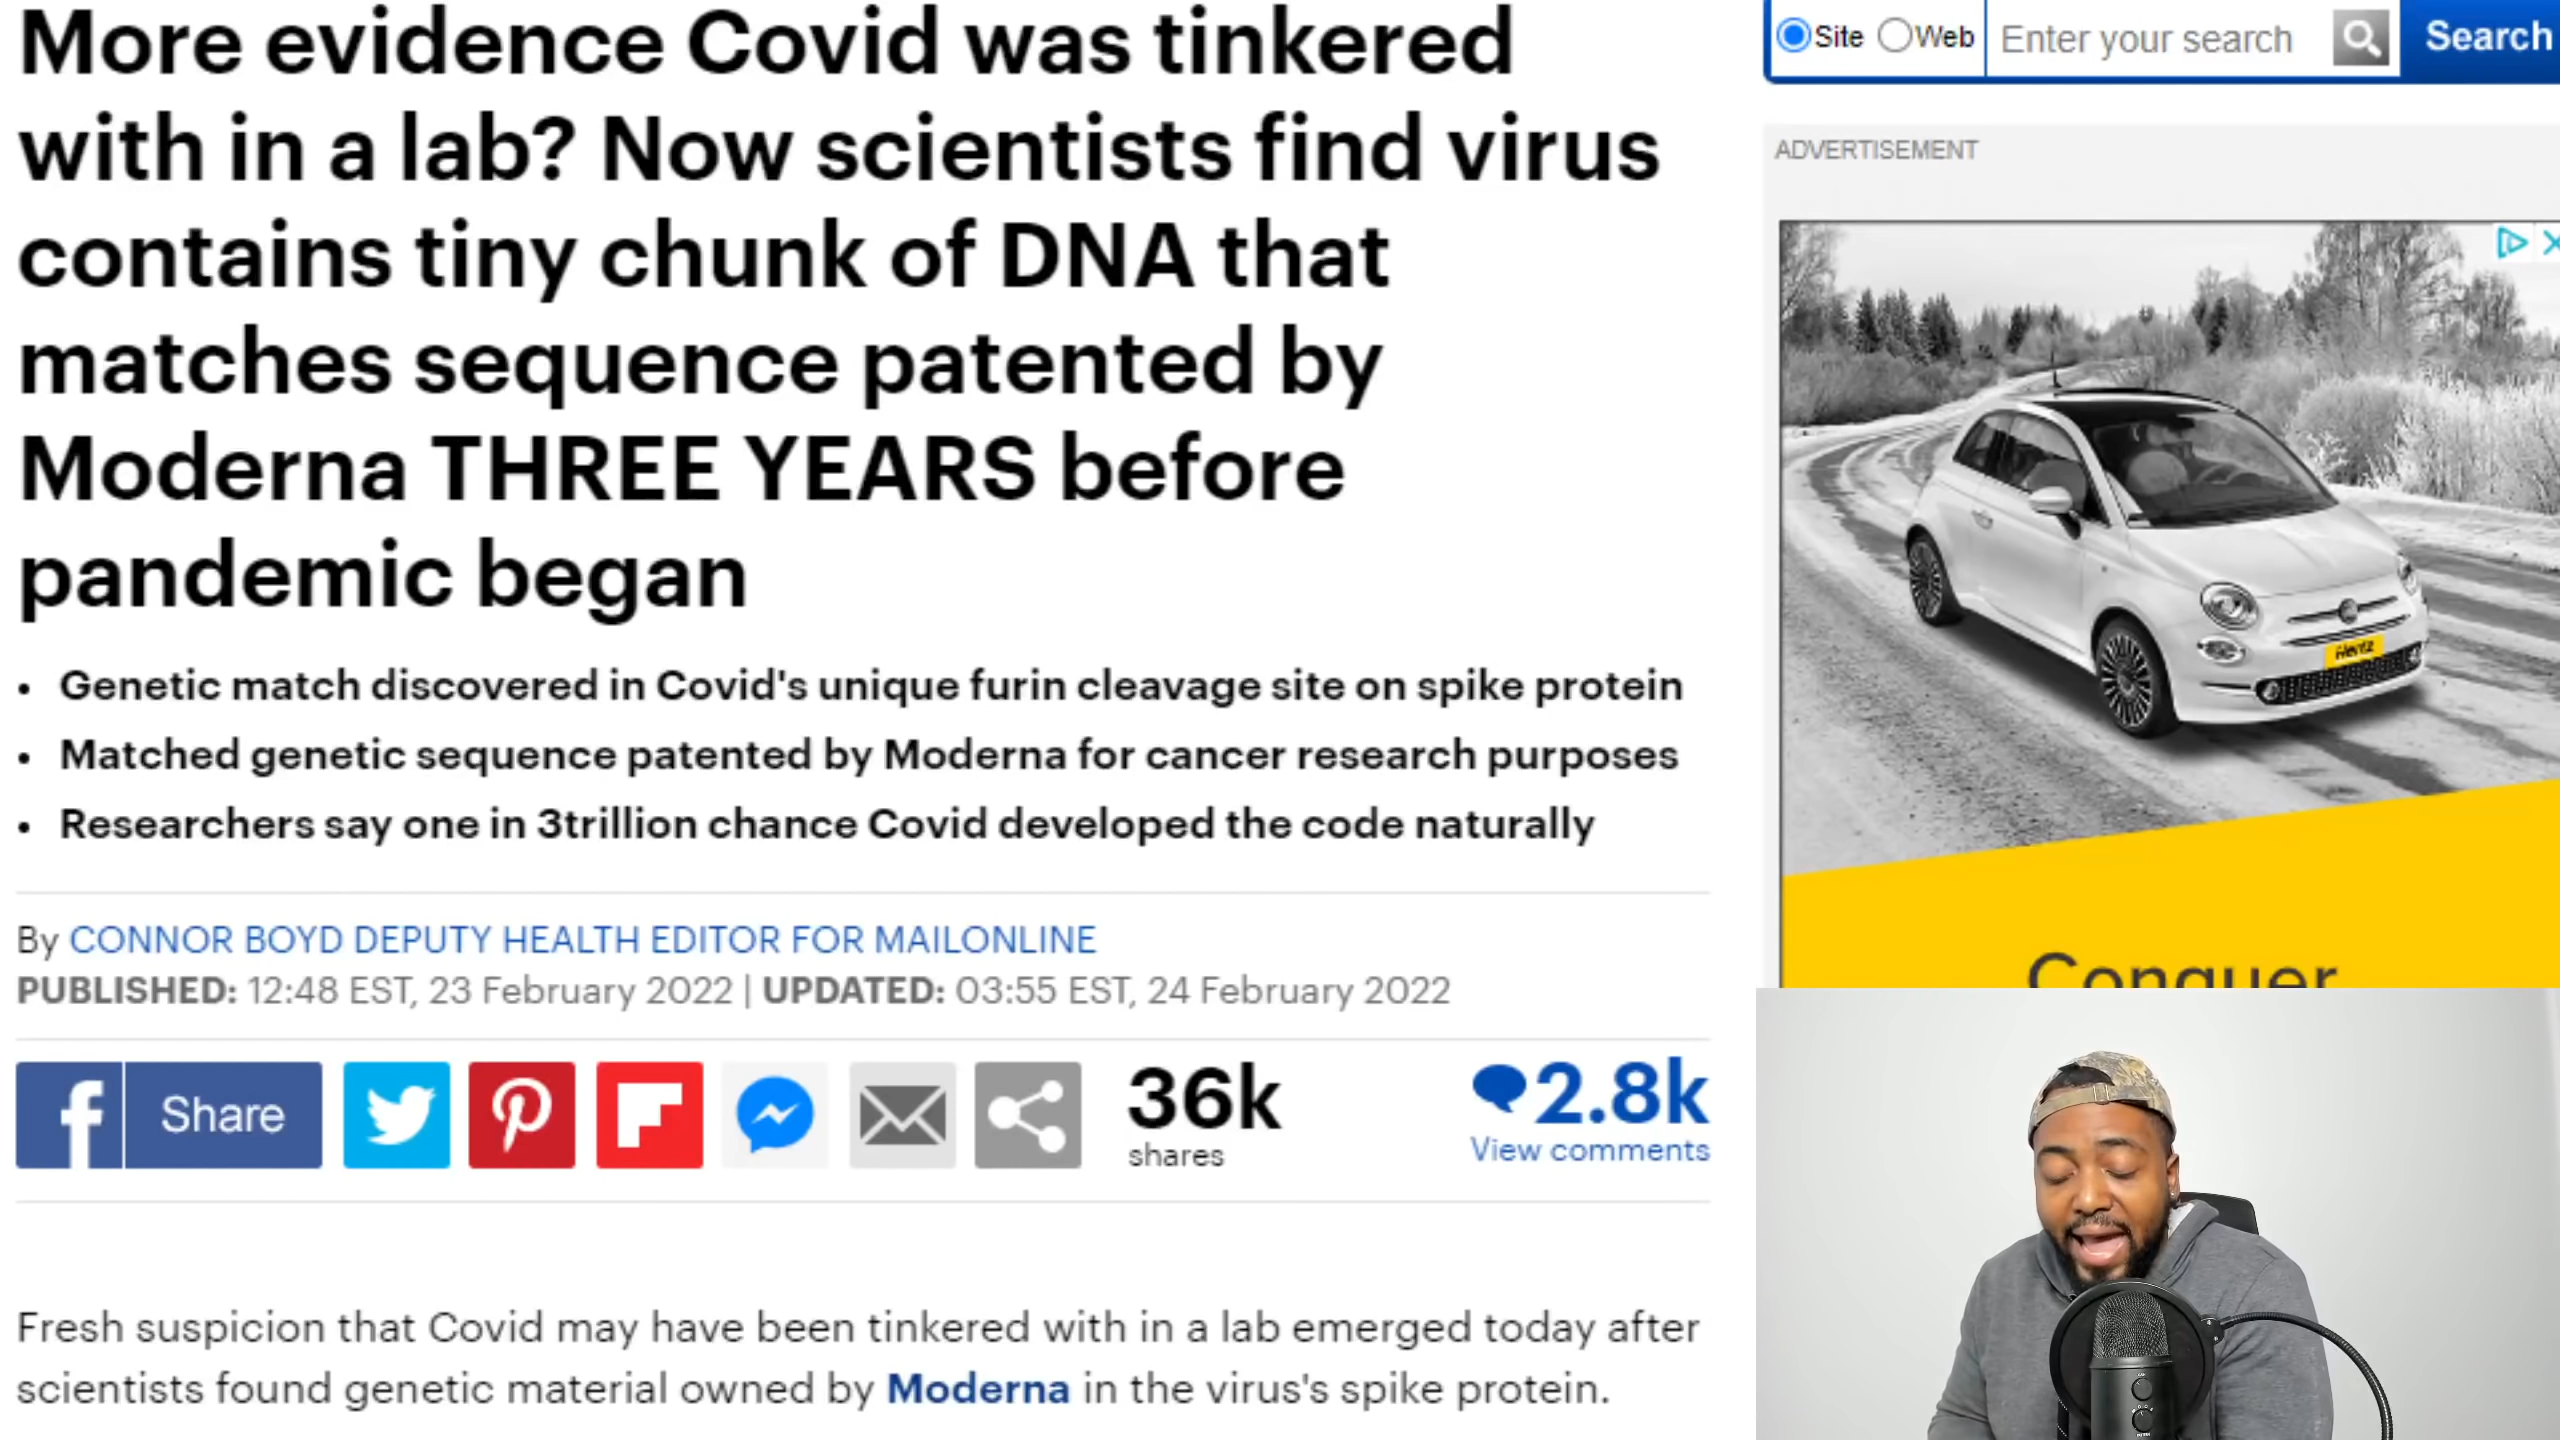 More evidence Covid was tinkered
with in a lab? Now scientists find virus
contains tiny chunk of DNA that
matches sequence patented by
Moderna THREE YEARS before
pandemic began
• Genetic match discovered in Covid's unique furin cleavage site on spike protein
• Matched genetic sequence patented by Moderna for cancer research purposes
• Researchers say one in 3trillion chance Covid developed the code naturally
By CONNOR BOYD DEPUTY HEALTH EDITOR FOR MAILONLINE
PUBLISHED: 12:48 EST, 23 February 2022 | UPDATED: 03:55 EST, 24 February 2022
Share
36k
shares
2.8k
View comments
Fresh suspicion that Covid may have been tinkered with in a lab emerged today after
scientists found genetic material owned by Moderna in the virus's spike protein.
Site Web Enter your search Search
ADVERTISEMENT
Hertz
Conquer